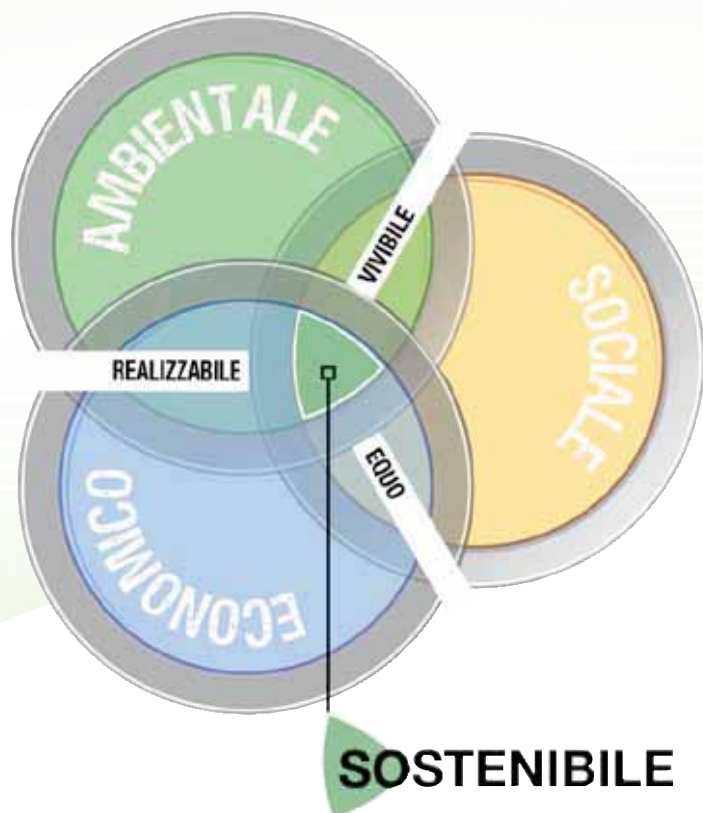 AMBIENTALE
VIVIBILE
SOCIALE
REALIZZABILE
EQUO
ECONOMICO
SOSTENIBILE